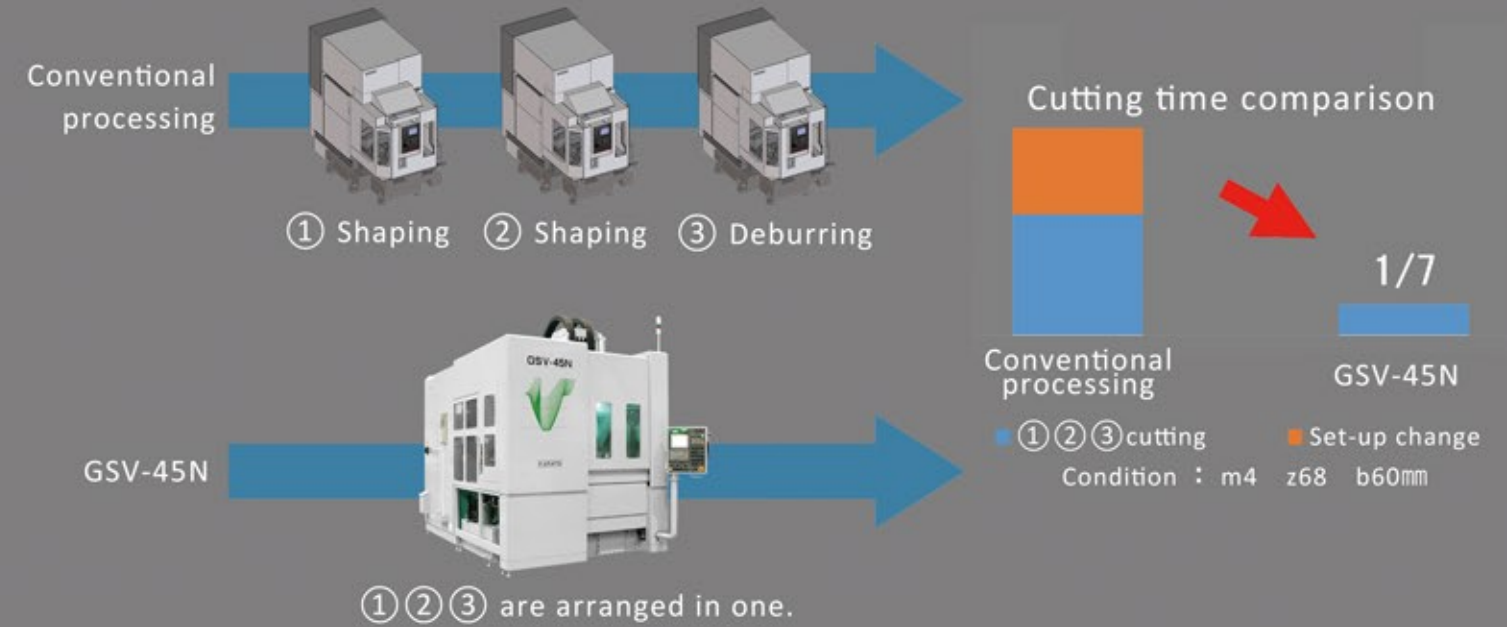 Conventional
processing
① Shaping
② Shaping
③ Deburring
GSV-45N
GSV-45N
①②③ are arranged in one.
Cutting time comparison
1/7
Conventional
processing
GSV-45N
①②③cutting
Set-up change
Condition : m4 z68 b60㎜